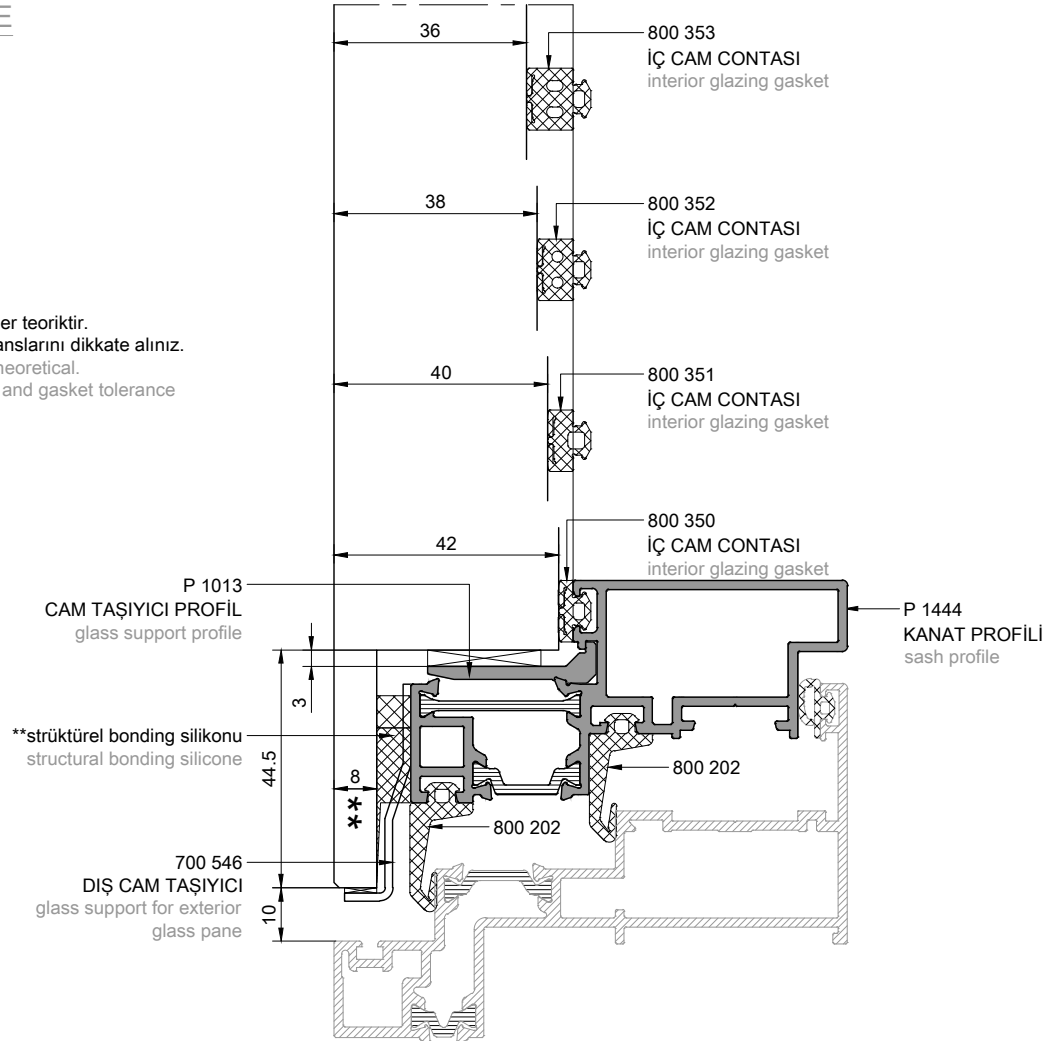 36
800 353
İÇ CAM CONTASI
interior glazing gasket
38
800 352
İÇ CAM CONTASI
interior glazing gasket
er teoriktir.
anslarını dikkate alınız.
heoretical.
and gasket tolerance
40
800 351
İÇ CAM CONTASI
interior glazing gasket
42
800 350
İÇ CAM CONTASI
interior glazing gasket
P 1013
CAM TAŞIYICI PROFİL
glass support profile
P 1444
KANAT PROFİLİ
sash profile
3
44.5
**strüktürel bonding silikonu
structural bonding silicone
8
**
800 202
800 202
700 546
DIŞ CAM TAŞIYICI
glass support for exterior
glass pane
10